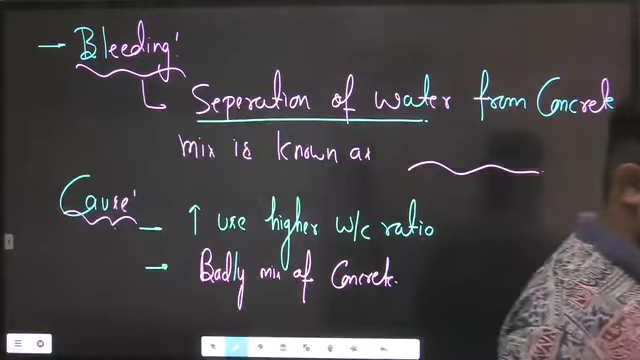 → Bleeding:
Seperation of water from Concrete
mix is known as
Cause:
→ ↑ use higher w/c ratio
→ Badly mix of Concrete.